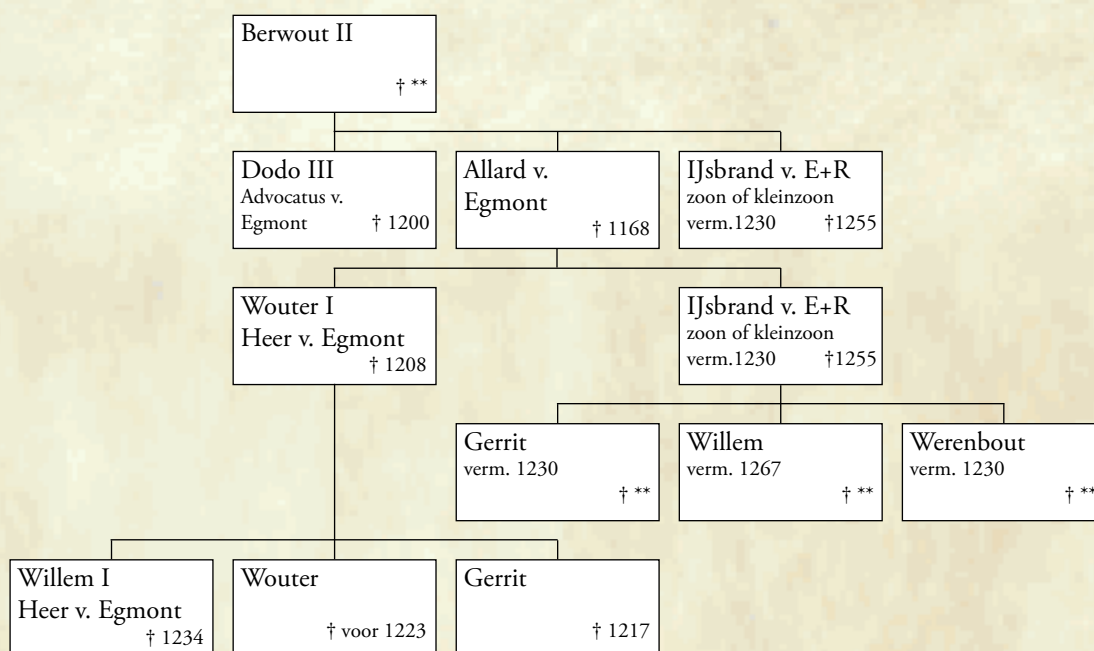 Berwout II
† **
Dodo III
Advocatus v.
Egmont † 1200
Allard v.
Egmont
† 1168
IJsbrand v. E+R
zoon of kleinzoon
verm.1230 †1255
Wouter I
Heer v. Egmont
† 1208
IJsbrand v. E+R
zoon of kleinzoon
verm.1230 †1255
Gerrit
verm. 1230
† **
Willem
verm. 1267
† **
Werenbout
verm. 1230
† **
Willem I
Heer v. Egmont
† 1234
Wouter
† voor 1223
Gerrit
† 1217